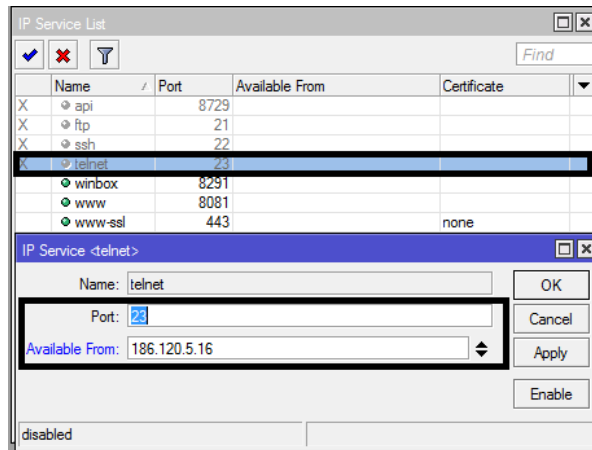 IP Service List
Find
Name Port Available From Certificate
X api 8729
X ftp 21
X ssh 22
X telnet 23
winbox 8291
www 8081
www-ssl 443 none
IP Service <telnet>
Name: telnet OK
Port: 23 Cancel
Available From: 186.120.5.16 Apply
Enable
disabled